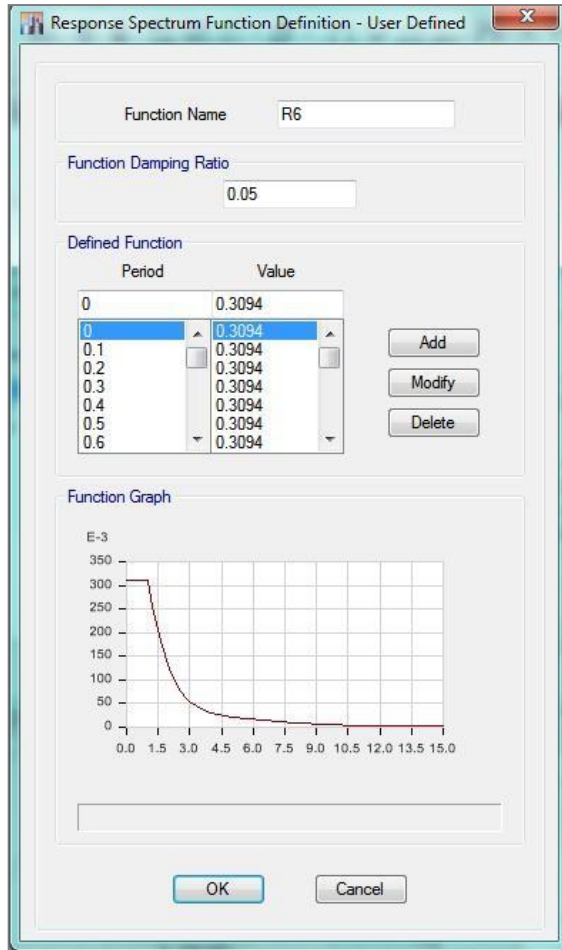 Response Spectrum Function Definition - User Defined
Function Name R6
Function Damping Ratio
0.05
Defined Function
Period Value
0 0.3094
0 0.3094
0.1 0.3094
0.2 0.3094
0.3 0.3094
0.4 0.3094
0.5 0.3094
0.6 0.3094
Add
Modify
Delete
Function Graph
E-3
350
300
250
200
150
100
50
0
0.0 1.5 3.0 4.5 6.0 7.5 9.0 10.5 12.0 13.5 15.0
OK Cancel